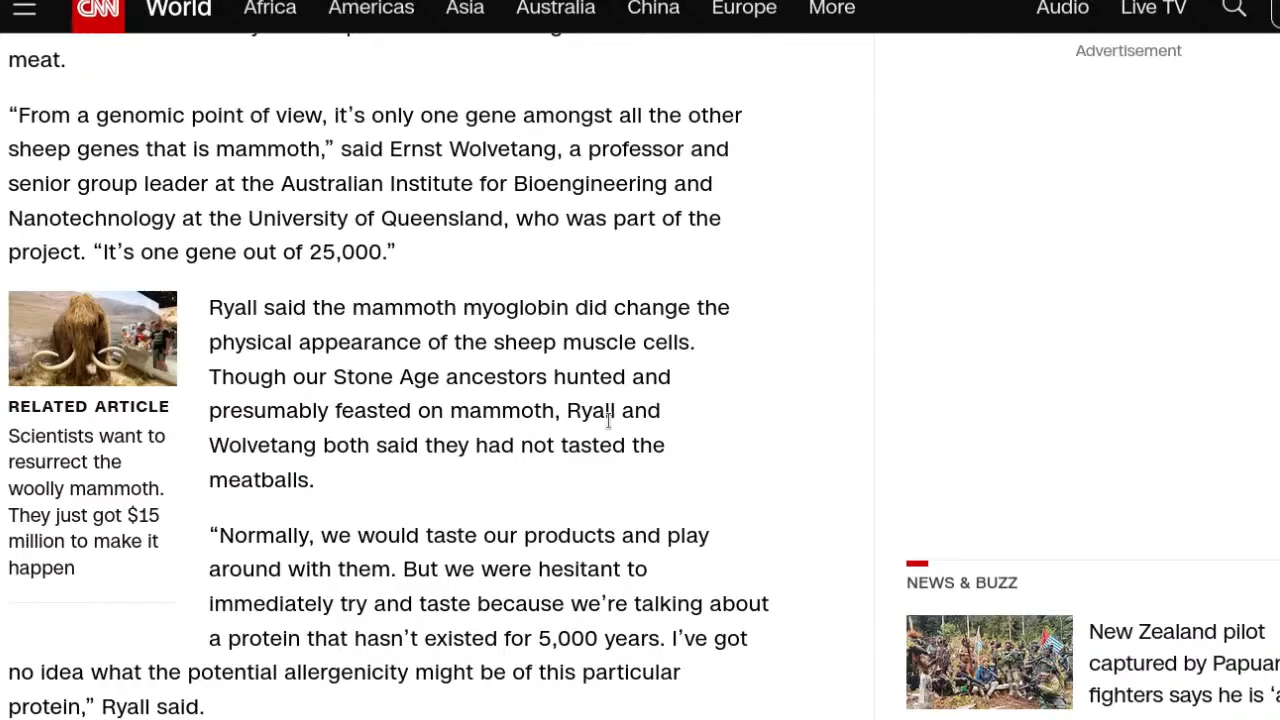 CNN World Africa Americas Asia Australia China Europe More Audio Live TV
meat.
Advertisement
“From a genomic point of view, it’s only one gene amongst all the other
sheep genes that is mammoth,” said Ernst Wolvetang, a professor and
senior group leader at the Australian Institute for Bioengineering and
Nanotechnology at the University of Queensland, who was part of the
project. “It’s one gene out of 25,000.”
RELATED ARTICLE
Scientists want to
resurrect the
woolly mammoth.
They just got $15
million to make it
happen
Ryall said the mammoth myoglobin did change the
physical appearance of the sheep muscle cells.
Though our Stone Age ancestors hunted and
presumably feasted on mammoth, Ryall and
Wolvetang both said they had not tasted the
meatballs.
“Normally, we would taste our products and play
around with them. But we were hesitant to
immediately try and taste because we’re talking about
a protein that hasn’t existed for 5,000 years. I’ve got
no idea what the potential allergenicity might be of this particular
protein,” Ryall said.
NEWS & BUZZ
New Zealand pilot
captured by Papuan
fighters says he is